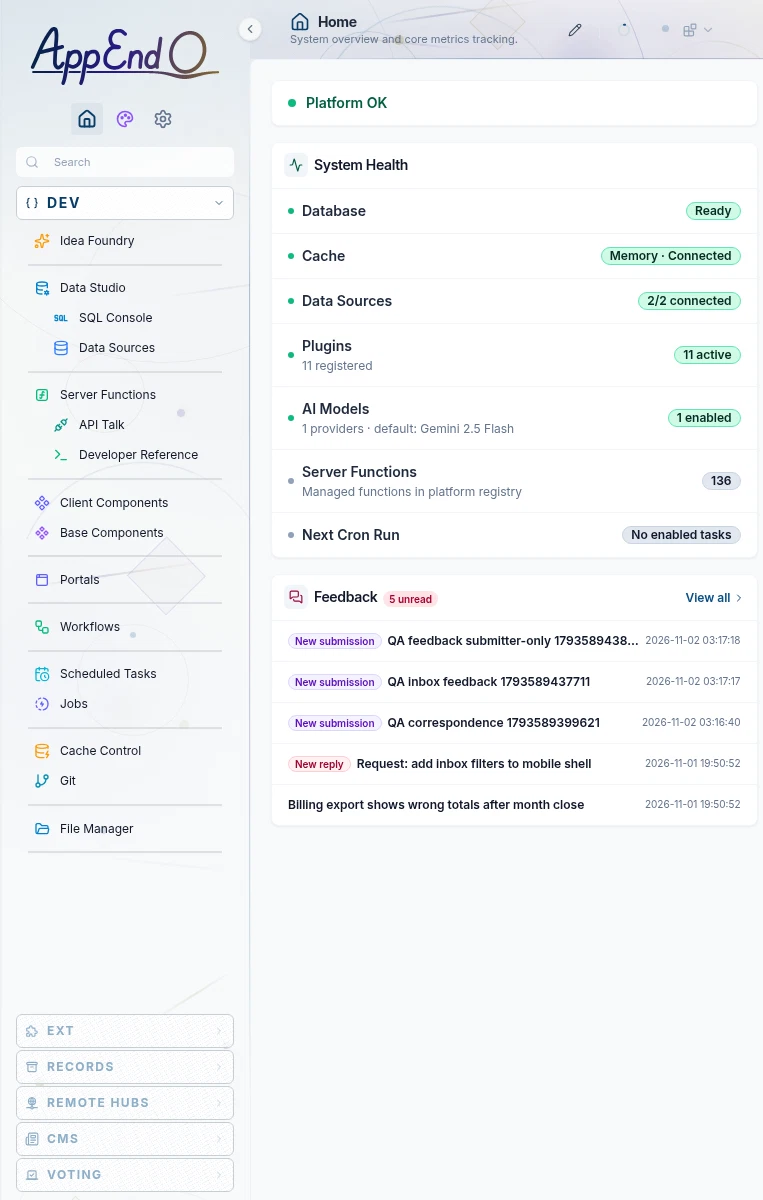 AppEnd
Search
{ } DEV
Idea Foundry
Data Studio
SQL SQL Console
Data Sources
Server Functions
API Talk
Developer Reference
Client Components
Base Components
Portals
Workflows
Scheduled Tasks
Jobs
Cache Control
Git
File Manager
EXT
RECORDS
REMOTE HUBS
CMS
VOTING
Home
System overview and core metrics tracking.
Platform OK
System Health
Database Ready
Cache Memory · Connected
Data Sources 2/2 connected
Plugins
11 registered
11 active
AI Models
1 providers · default: Gemini 2.5 Flash
1 enabled
Server Functions
Managed functions in platform registry
136
Next Cron Run No enabled tasks
Feedback 5 unread View all
New submission QA feedback submitter-only 1793589438... 2026-11-02 03:17:18
New submission QA inbox feedback 1793589437711 2026-11-02 03:17:17
New submission QA correspondence 1793589399621 2026-11-02 03:16:40
New reply Request: add inbox filters to mobile shell 2026-11-01 19:50:52
Billing export shows wrong totals after month close 2026-11-01 19:50:52